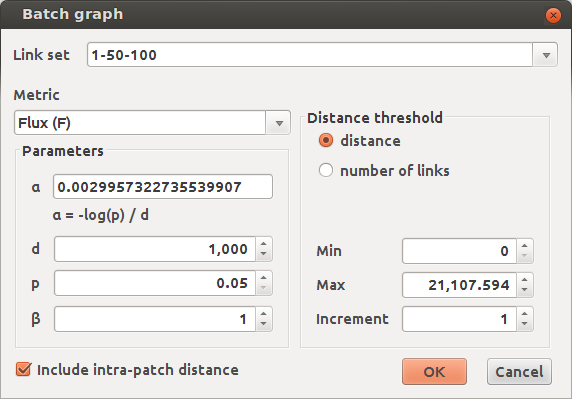 Batch graph
Link set 1-50-100
Metric
Flux (F)
Parameters
α 0.0029957322735539907
α = -log(p) / d
d 1,000
p 0.05
β 1
Distance threshold
distance
number of links
Min 0
Max 21,107.594
Increment 1
Include intra-patch distance
OK Cancel